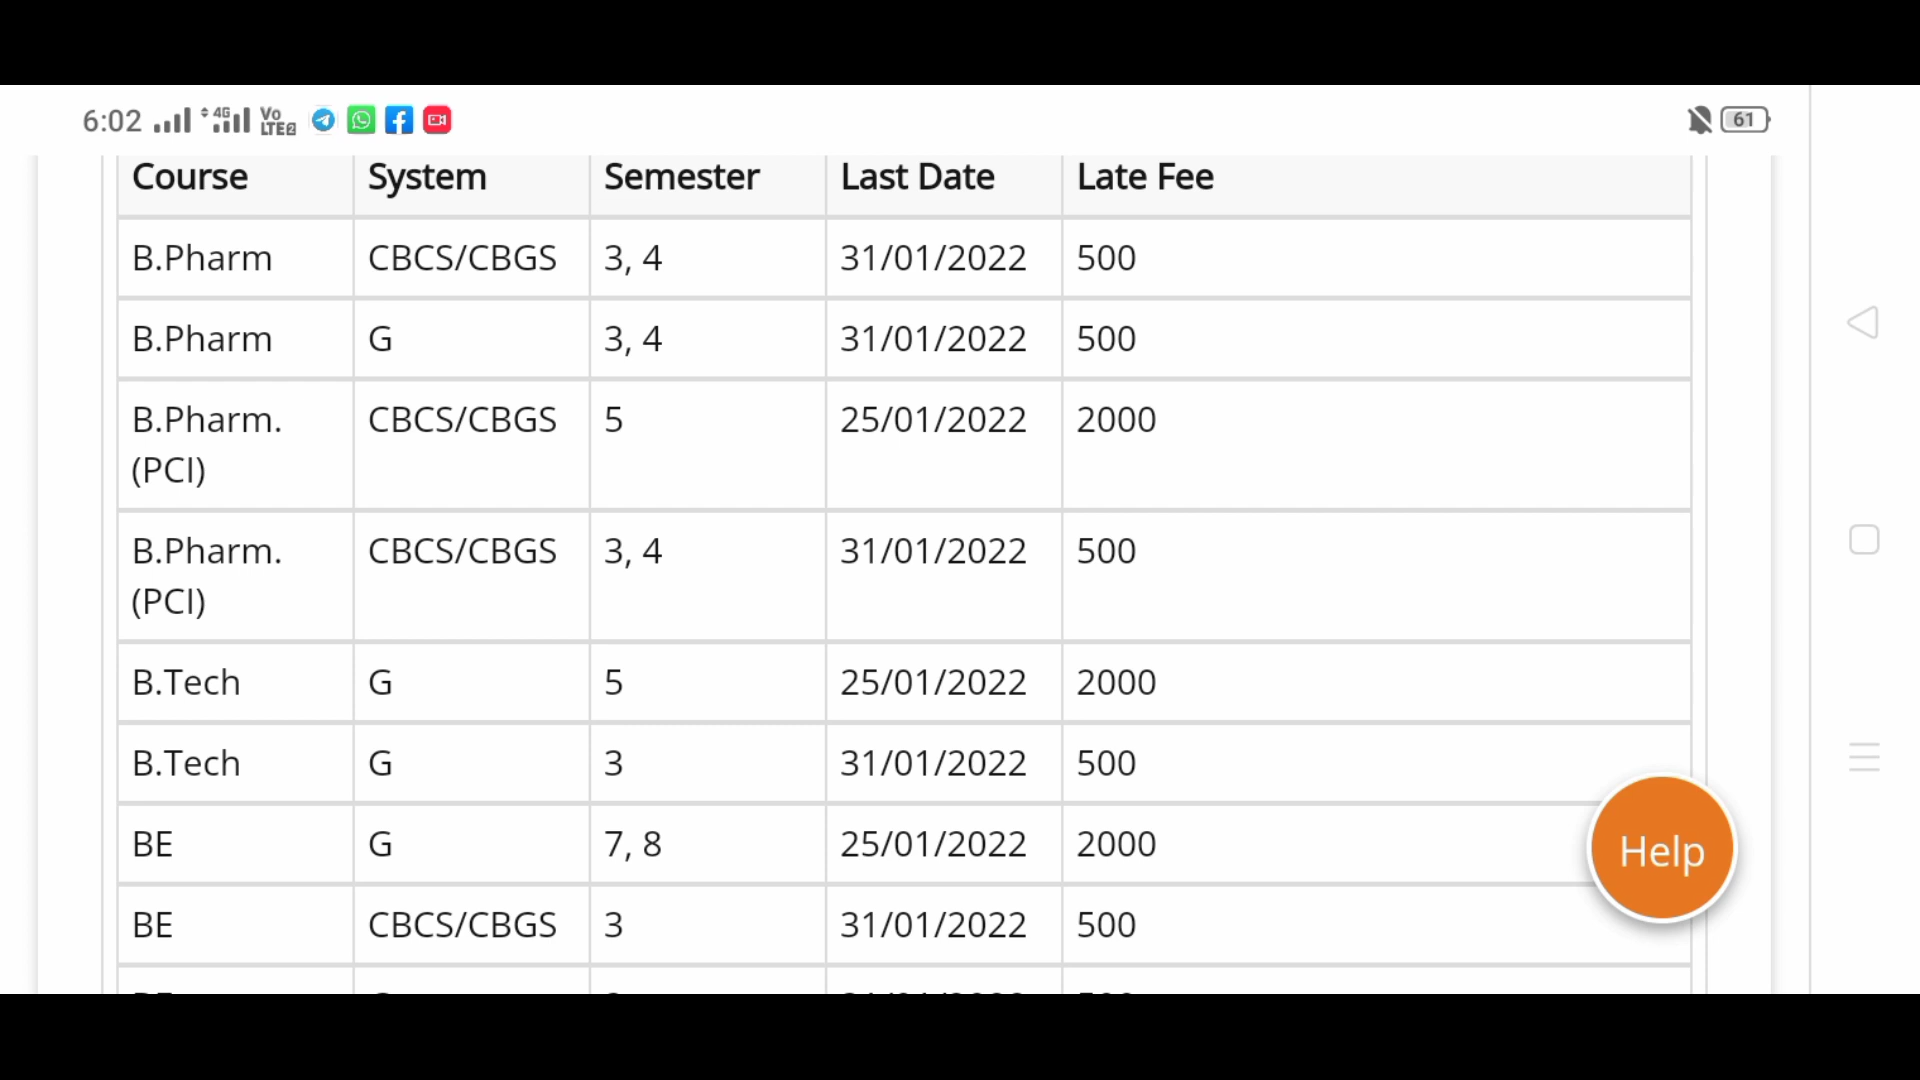 6:02 4G Vo LTE2 61
Course System Semester Last Date Late Fee
B.Pharm CBCS/CBGS 3, 4 31/01/2022 500
B.Pharm G 3, 4 31/01/2022 500
B.Pharm. CBCS/CBGS 5 25/01/2022 2000
(PCI)
B.Pharm. CBCS/CBGS 3, 4 31/01/2022 500
(PCI)
B.Tech G 5 25/01/2022 2000
B.Tech G 3 31/01/2022 500
BE G 7, 8 25/01/2022 2000
Help
BE CBCS/CBGS 3 31/01/2022 500